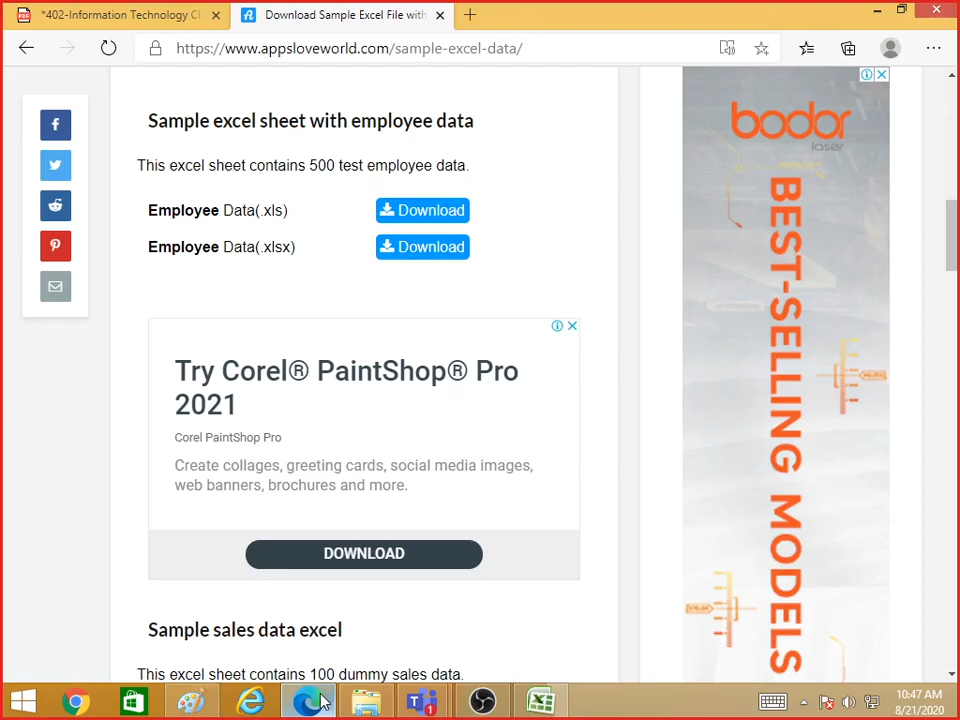 *402-Information Technology Cl
Download Sample Excel File with
https://www.appsloveworld.com/sample-excel-data/
Sample excel sheet with employee data
This excel sheet contains 500 test employee data.
Employee Data(.xls)
Download
Employee Data(.xlsx)
Download
Try Corel® PaintShop® Pro
2021
Corel PaintShop Pro
Create collages, greeting cards, social media images,
web banners, brochures and more.
DOWNLOAD
Sample sales data excel
This excel sheet contains 100 dummy sales data.
bodor
laser
BEST-SELLING MODELS
10:47 AM
8/21/2020